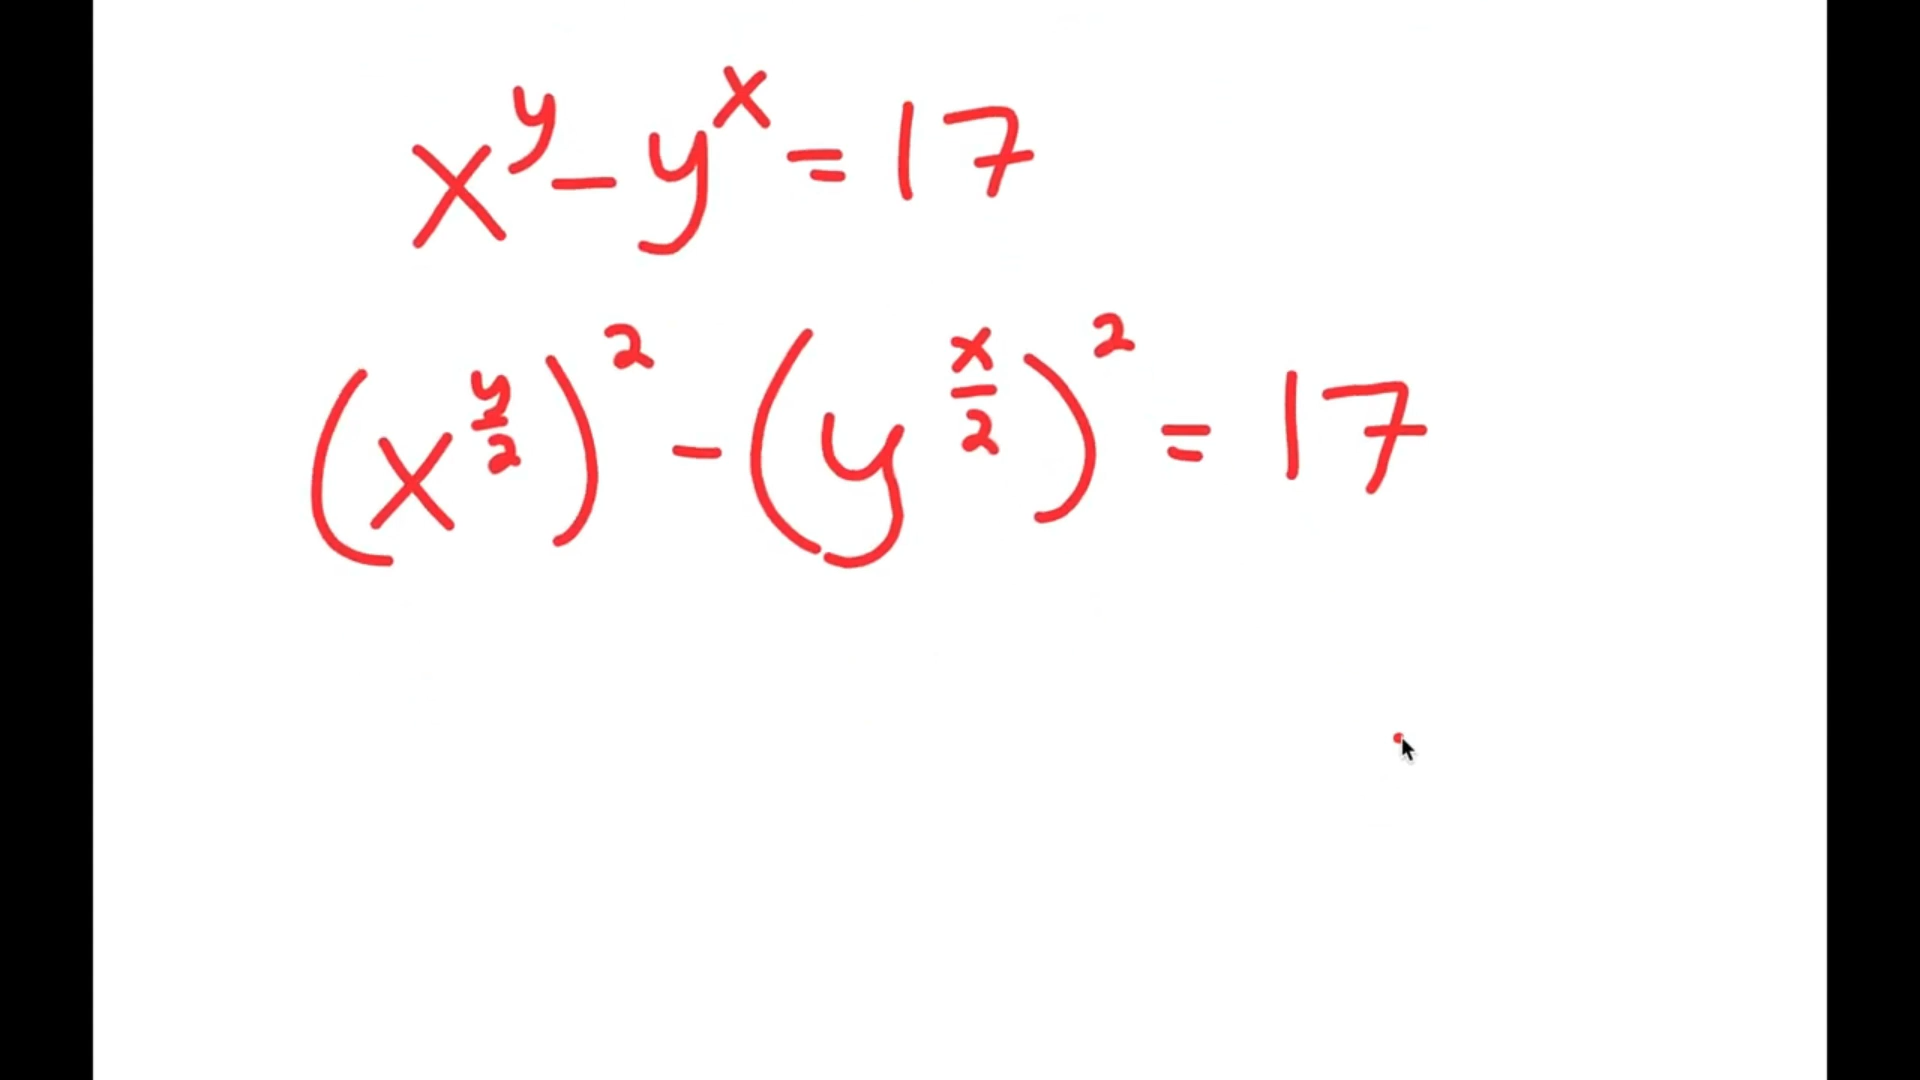 x^y - y^x = 17
(x^{y/2})^2 - (y^{x/2})^2 = 17